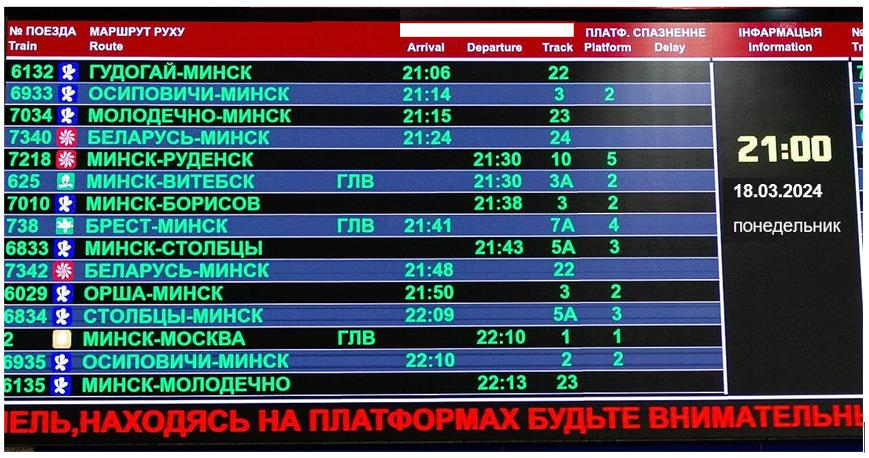 № ПОЕЗДА МАРШРУТ РУХУ ПЛАТФ. СПАЗНЕННЕ ІНФАРМАЦЫЯ №
Train Route Arrival Departure Track Platform Delay Information Tr
6132 ГУДОГАЙ-МИНСК 21:06 22
6933 ОСИПОВИЧИ-МИНСК 21:14 3 2
7034 МОЛОДЕЧНО-МИНСК 21:15 23
7340 БЕЛАРУСЬ-МИНСК 21:24 24
7218 МИНСК-РУДЕНСК 21:30 10 5
625 МИНСК-ВИТЕБСК ГЛВ 21:30 3А 2
7010 МИНСК-БОРИСОВ 21:38 3 2
738 БРЕСТ-МИНСК ГЛВ 21:41 7А 4
6833 МИНСК-СТОЛБЦЫ 21:43 5А 3
7342 БЕЛАРУСЬ-МИНСК 21:48 22
6029 ОРША-МИНСК 21:50 3 2
6834 СТОЛБЦЫ-МИНСК 22:09 5А 3
2 МИНСК-МОСКВА ГЛВ 22:10 1 1
6935 ОСИПОВИЧИ-МИНСК 22:10 2 2
6135 МИНСК-МОЛОДЕЧНО 22:13 23
21:00
18.03.2024
понедельник
ЕЛЬ,НАХОДЯСЬ НА ПЛАТФОРМАХ БУДЬТЕ ВНИМАТЕЛЬН